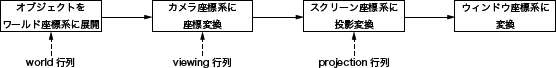 オブジェクトを
ワールド座標系に展開
カメラ座標系に
座標変換
スクリーン座標系に
投影変換
ウィンドウ座標系に
変換
world 行列
viewing 行列
projection 行列